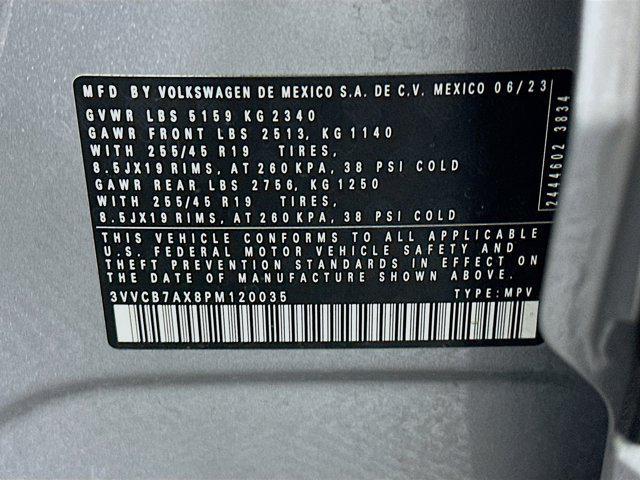 MFD BY VOLKSWAGEN DE MEXICO S.A. DE C.V. MEXICO 06/23
GVWR LBS 5159 KG 2340
GAWR FRONT LBS 2513, KG 1140
WITH 255/45 R19 TIRES,
8.5JX19 RIMS, AT 260 KPA, 38 PSI COLD
GAWR REAR LBS 2756, KG 1250
WITH 255/45 R19 TIRES,
8.5JX19 RIMS, AT 260 KPA, 38 PSI COLD
THIS VEHICLE CONFORMS TO ALL APPLICABLE
U.S. FEDERAL MOTOR VEHICLE SAFETY AND
THEFT PREVENTION STANDARDS IN EFFECT ON
THE DATE OF MANUFACTURE SHOWN ABOVE.
3VVCB7AX8PM120035 TYPE: MPV
2444602 3834